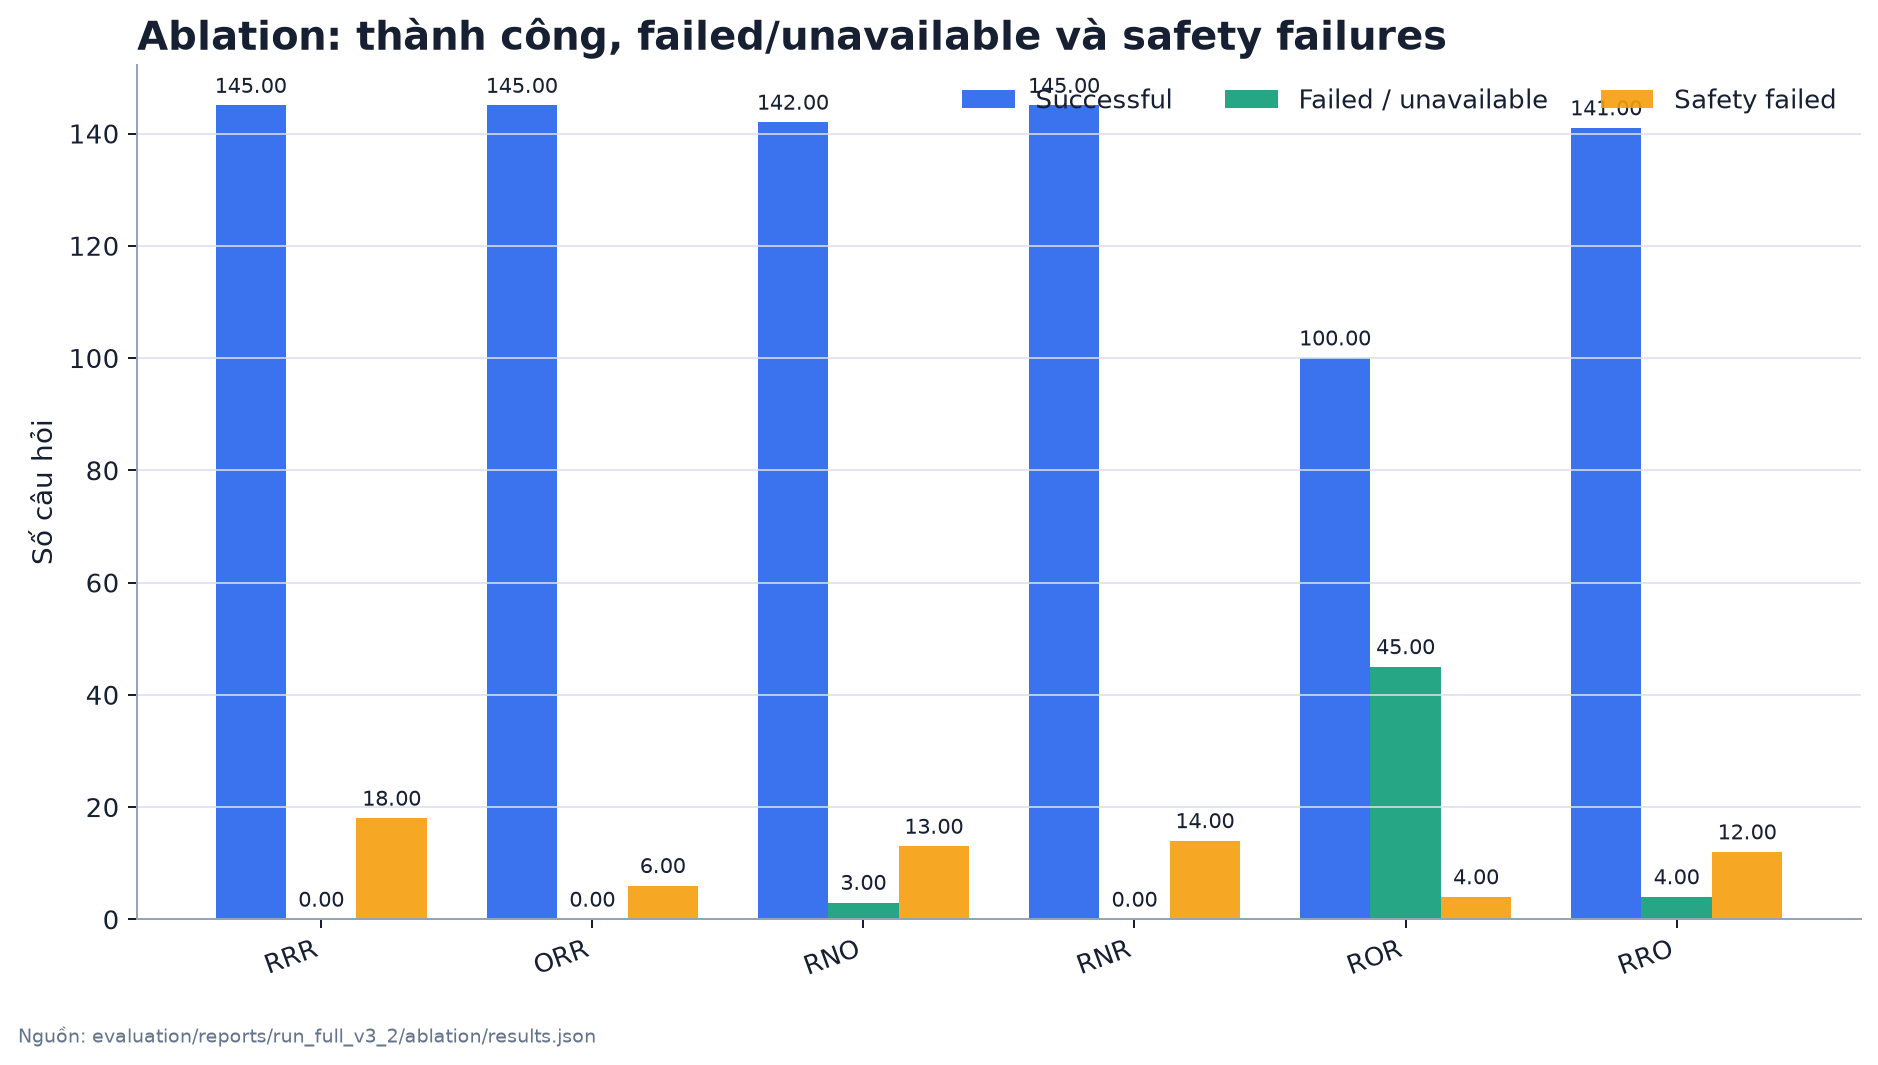 Ablation: thành công, failed/unavailable và safety failures
Successful
Failed / unavailable
Safety failed
Số câu hỏi
140
120
100
80
60
40
20
0
145.00
0.00
18.00
145.00
0.00
6.00
142.00
3.00
13.00
145.00
0.00
14.00
100.00
45.00
4.00
141.00
4.00
12.00
RRR
ORR
RNO
RNR
ROR
RRO
Nguồn: evaluation/reports/run_full_v3_2/ablation/results.json